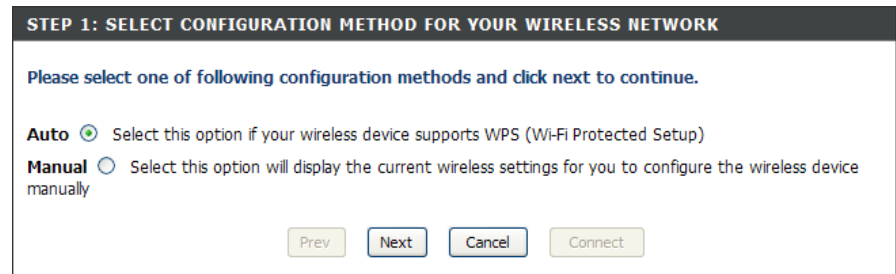 STEP 1: SELECT CONFIGURATION METHOD FOR YOUR WIRELESS NETWORK
Please select one of following configuration methods and click next to continue.
Auto Select this option if your wireless device supports WPS (Wi-Fi Protected Setup)
Manual Select this option will display the current wireless settings for you to configure the wireless device
manually
Prev Next Cancel Connect